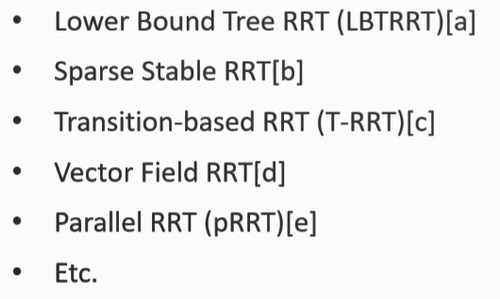 • Lower Bound Tree RRT (LBTRRT)[a]
• Sparse Stable RRT[b]
• Transition-based RRT (T-RRT)[c]
• Vector Field RRT[d]
• Parallel RRT (pRRT)[e]
• Etc.